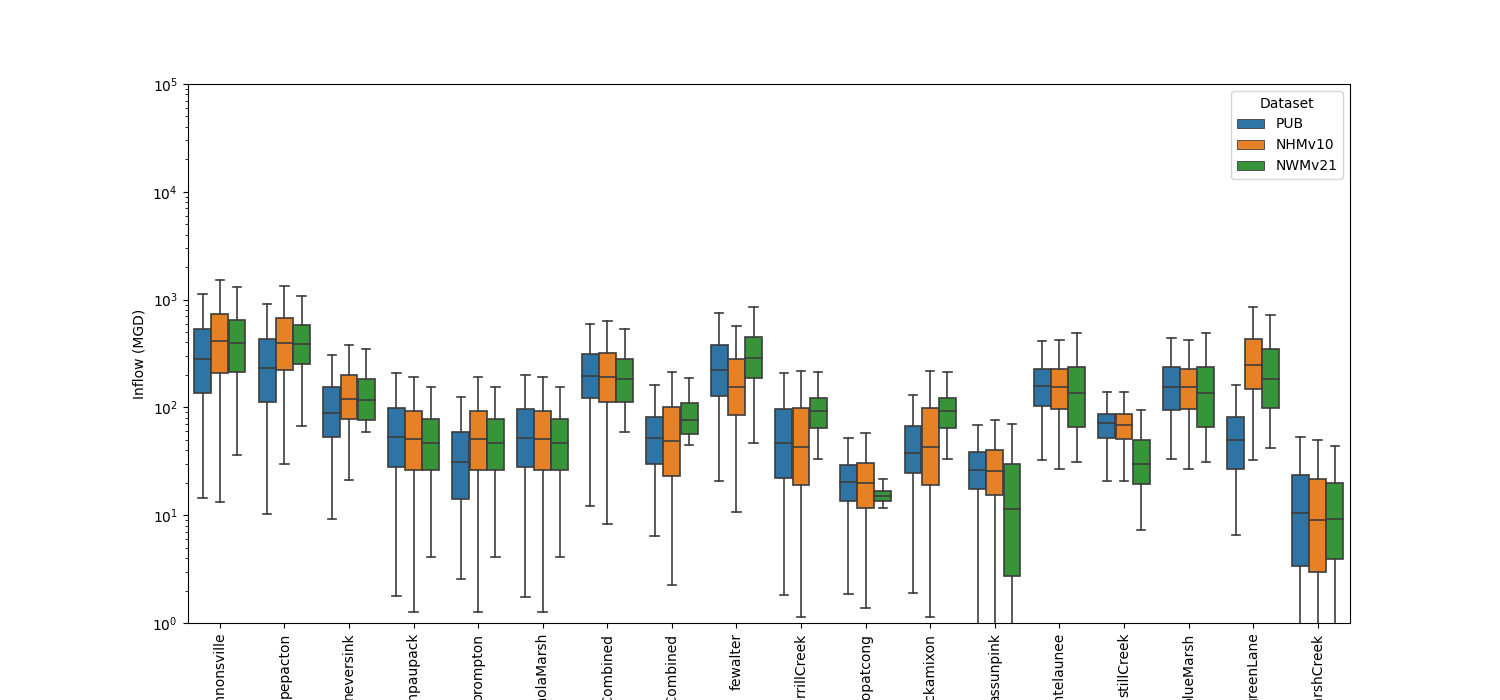 10^5
10^4
10^3
10^2
10^1
10^0
Inflow (MGD)
Dataset
PUB
NHMv10
NWMv21
nnonsville
pepacton
neversink
npaupack
prompton
olaMarsh
Combined
Combined
fewalter
rrillCreek
opatcong
ckamixon
assunpink
ntelaunee
stillCreek
lueMarsh
reenLane
rshCreek